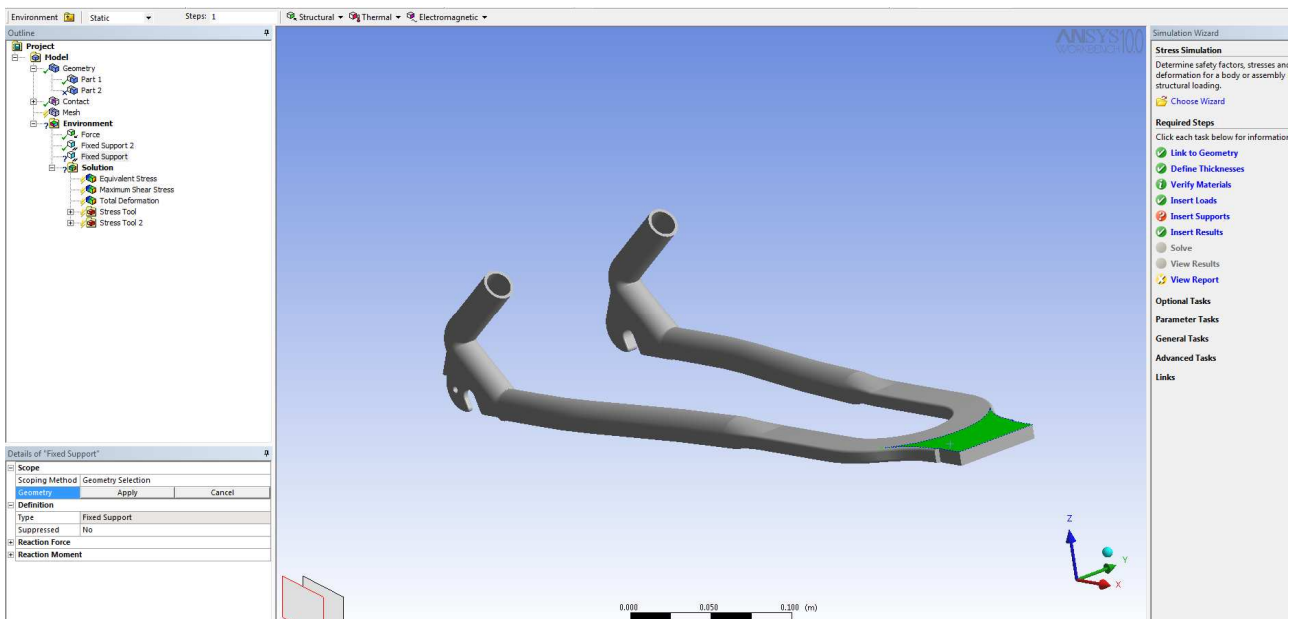 Environment Static Steps: 1 Structural Thermal Electromagnetic
Outline
Project
Model
Geometry
Part 1
Part 2
Contact
Mesh
Environment
Force
Fixed Support 2
Fixed Support
Solution
Equivalent Stress
Maximum Shear Stress
Total Deformation
Stress Tool
Stress Tool 2
Details of "Fixed Support"
Scope
Scoping Method Geometry Selection
Geometry Apply Cancel
Definition
Type Fixed Support
Suppressed No
Reaction Force
Reaction Moment
ANSYS
WORKBENCH 10.0
Z
Y
X
0.000 0.050 0.100 (m)
Simulation Wizard
Stress Simulation
Determine safety factors, stresses and
deformation for a body or assembly
structural loading.
Choose Wizard
Required Steps
Click each task below for information
Link to Geometry
Define Thicknesses
Verify Materials
Insert Loads
Insert Supports
Insert Results
Solve
View Results
View Report
Optional Tasks
Parameter Tasks
General Tasks
Advanced Tasks
Links